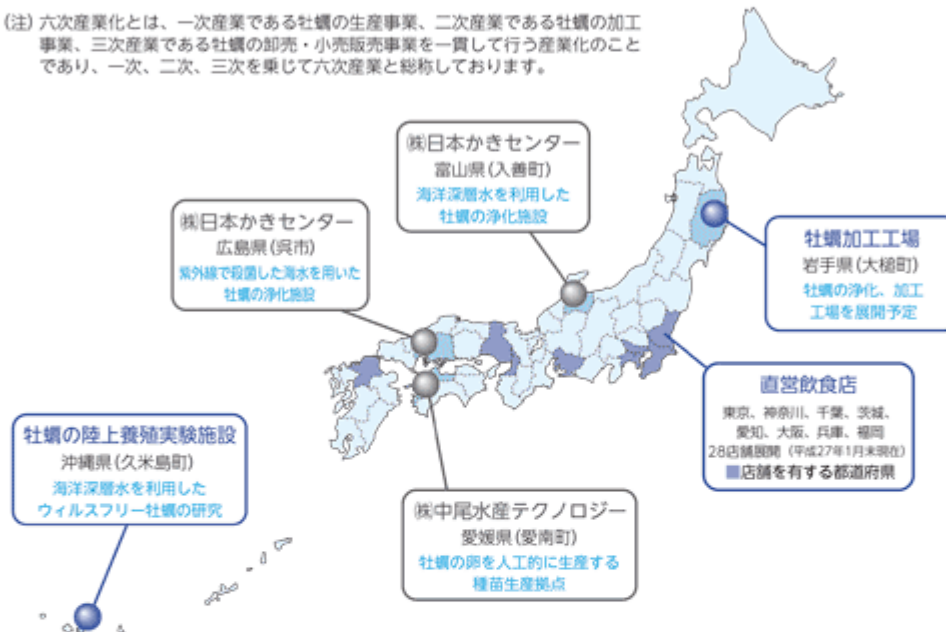 (注) 六次産業化とは、一次産業である牡蠣の生産事業、二次産業である牡蠣の加工
事業、三次産業である牡蠣の卸売・小売販売事業を一貫して行う産業化のこと
であり、一次、二次、三次を乗じて六次産業と総称しております。
㈱日本かきセンター
富山県(入善町)
海洋深層水を利用した
牡蠣の浄化施設
㈱日本かきセンター
広島県(呉市)
紫外線で殺菌した海水を用いた
牡蠣の浄化施設
牡蠣加工工場
岩手県(大槌町)
牡蠣の浄化、加工
工場を展開予定
直営飲食店
東京、神奈川、千葉、茨城、
愛知、大阪、兵庫、福岡
28店舗展開 (平成27年1月末現在)
■店舗を有する都道府県
牡蠣の陸上養殖実験施設
沖縄県(久米島町)
海洋深層水を利用した
ウィルスフリー牡蠣の研究
㈱中尾水産テクノロジー
愛媛県(愛南町)
牡蠣の卵を人工的に生産する
種苗生産拠点